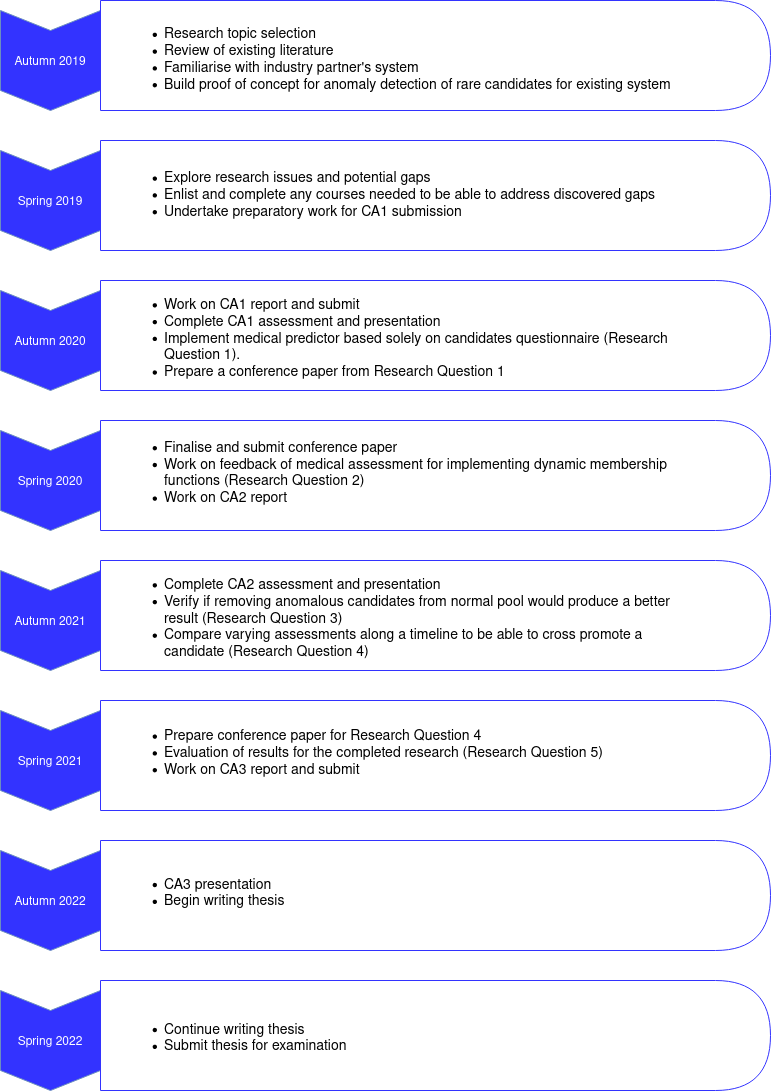 Autumn 2019
• Research topic selection
• Review of existing literature
• Familiarise with industry partner's system
• Build proof of concept for anomaly detection of rare candidates for existing system
Spring 2019
• Explore research issues and potential gaps
• Enlist and complete any courses needed to be able to address discovered gaps
• Undertake preparatory work for CA1 submission
Autumn 2020
• Work on CA1 report and submit
• Complete CA1 assessment and presentation
• Implement medical predictor based solely on candidates questionnaire (Research
Question 1).
• Prepare a conference paper from Research Question 1
Spring 2020
• Finalise and submit conference paper
• Work on feedback of medical assessment for implementing dynamic membership
functions (Research Question 2)
• Work on CA2 report
Autumn 2021
• Complete CA2 assessment and presentation
• Verify if removing anomalous candidates from normal pool would produce a better
result (Research Question 3)
• Compare varying assessments along a timeline to be able to cross promote a
candidate (Research Question 4)
Spring 2021
• Prepare conference paper for Research Question 4
• Evaluation of results for the completed research (Research Question 5)
• Work on CA3 report and submit
Autumn 2022
• CA3 presentation
• Begin writing thesis
Spring 2022
• Continue writing thesis
• Submit thesis for examination